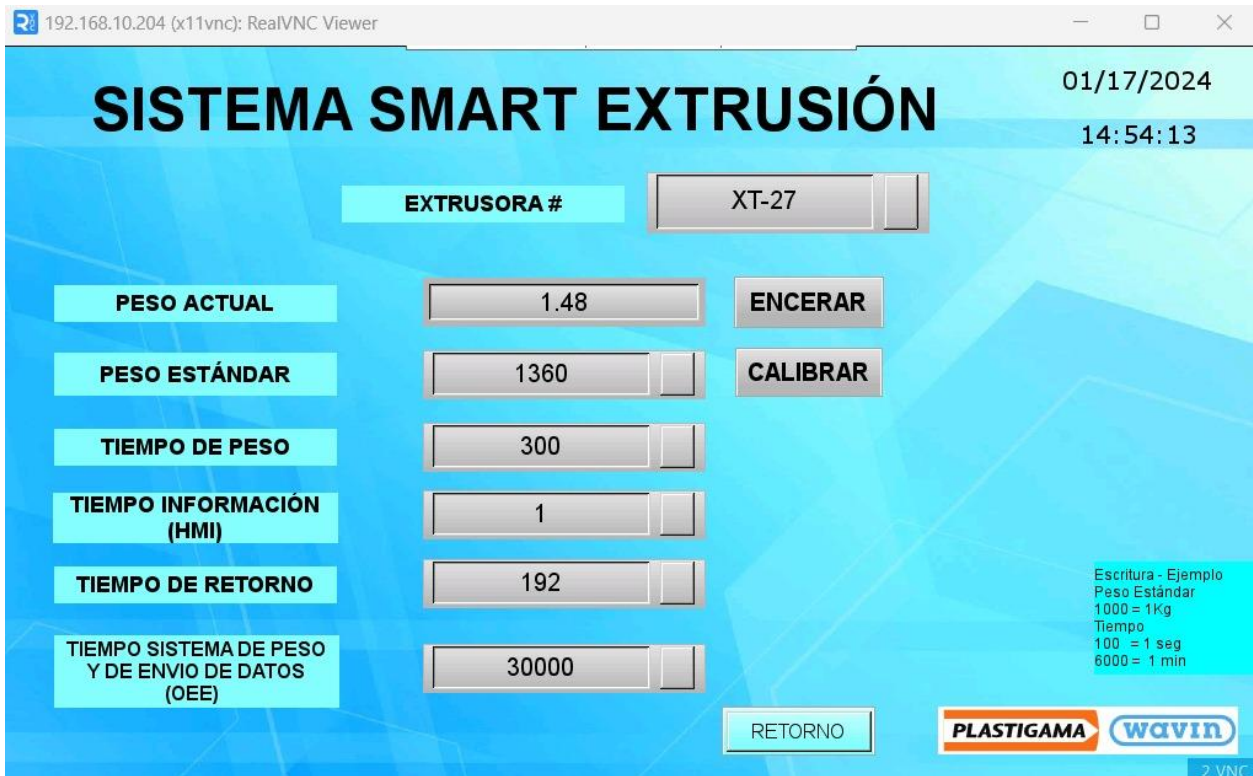 192.168.10.204 (x11vnc): RealVNC Viewer
SISTEMA SMART EXTRUSIÓN
01/17/2024
14:54:13
EXTRUSORA #
XT-27
PESO ACTUAL
1.48
ENCERAR
PESO ESTÁNDAR
1360
CALIBRAR
TIEMPO DE PESO
300
TIEMPO INFORMACIÓN
(HMI)
1
TIEMPO DE RETORNO
192
TIEMPO SISTEMA DE PESO
Y DE ENVIO DE DATOS
(OEE)
30000
Escritura - Ejemplo
Peso Estándar
1000 = 1Kg
Tiempo
100 = 1 seg
6000 = 1 min
RETORNO
PLASTIGAMA
wavin
2 VNC